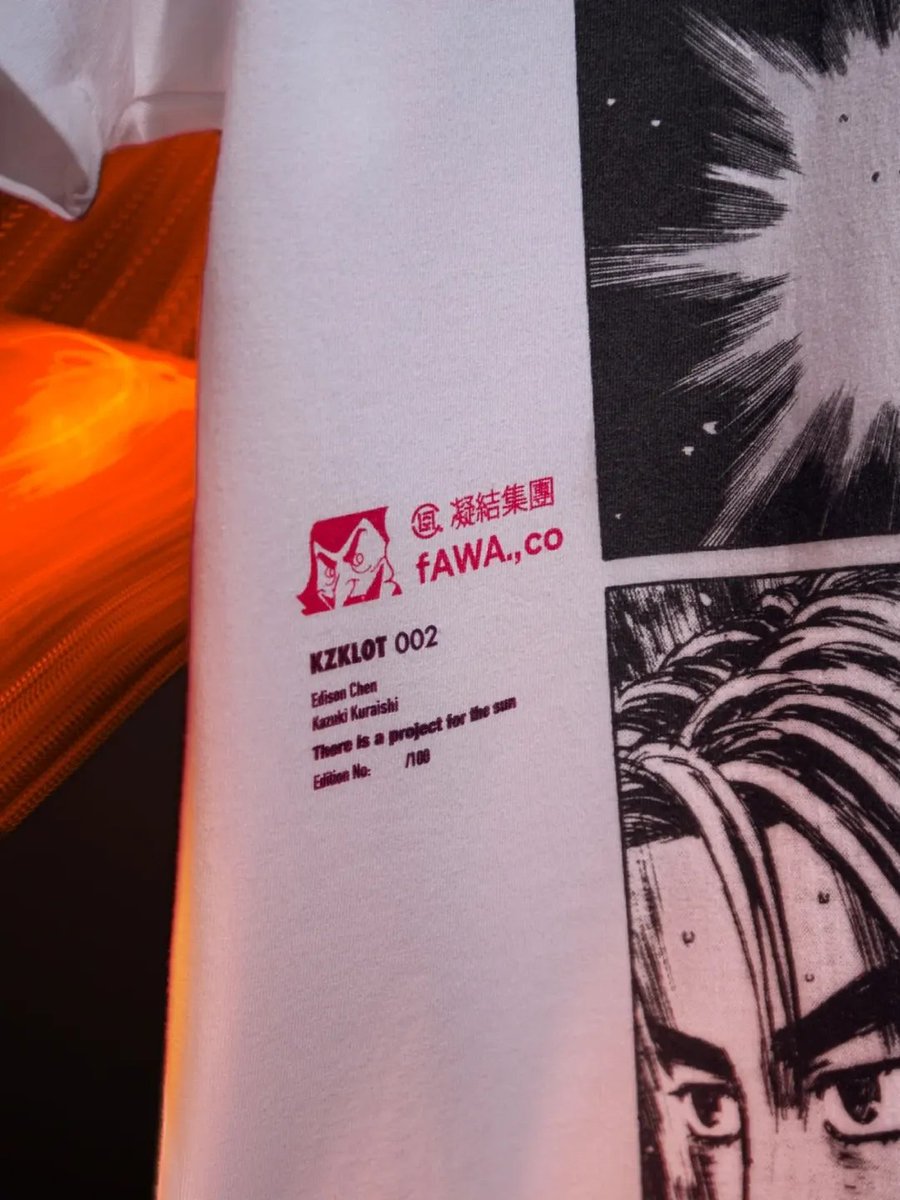 凝結集團
fAWA.,co
KZKLOT 002
Edison Chen
Kazuki Kuraishi
There is a project for the sun
Edition No: /100